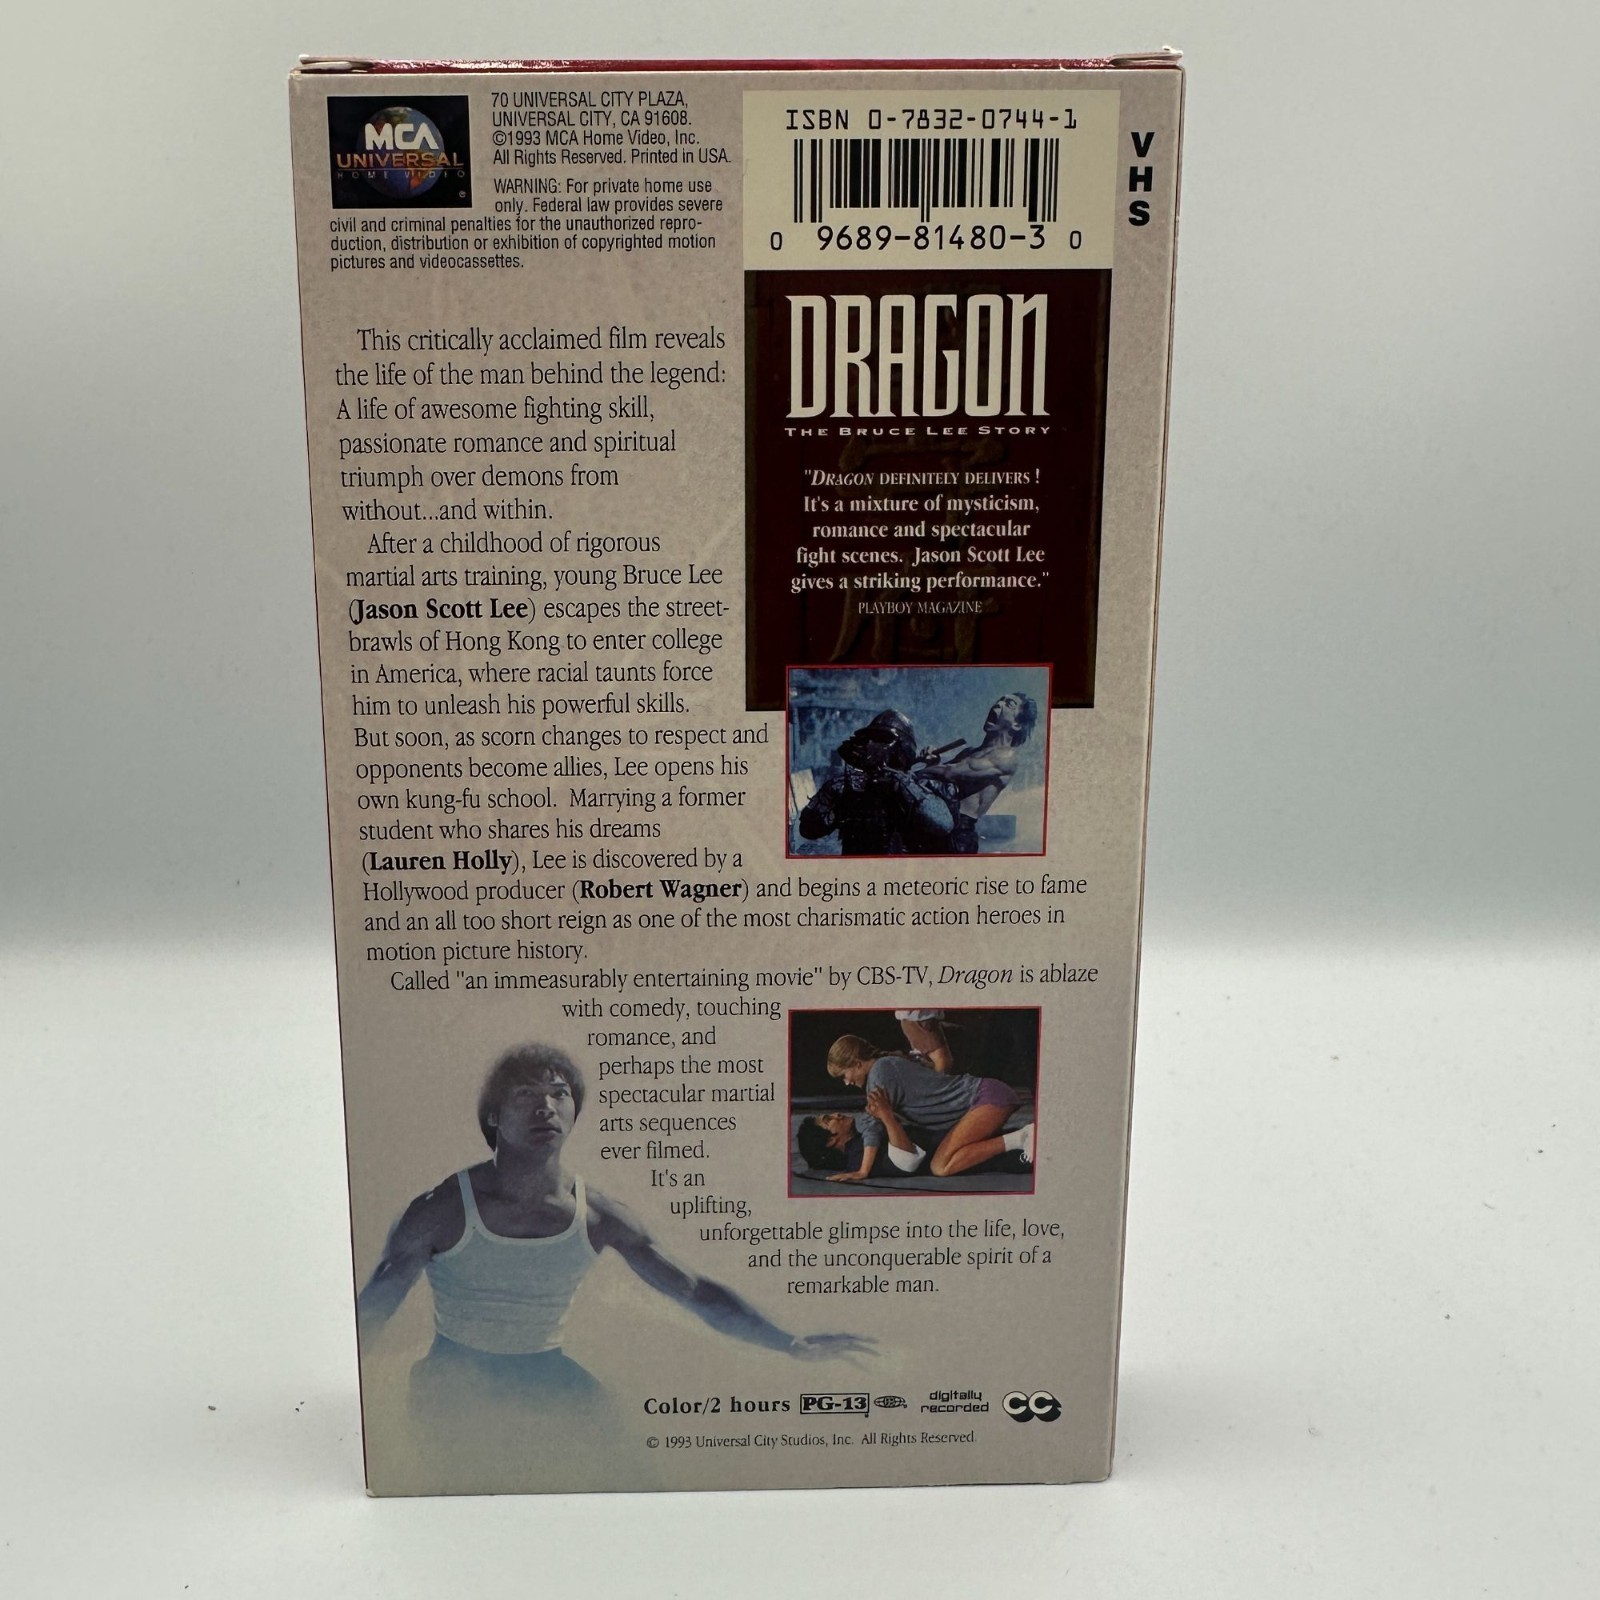 MCA
UNIVERSAL
HOME VIDEO
70 UNIVERSAL CITY PLAZA,
UNIVERSAL CITY, CA 91608.
©1993 MCA Home Video, Inc.
All Rights Reserved. Printed in USA.
WARNING: For private home use
only. Federal law provides severe
civil and criminal penalties for the unauthorized repro-
duction, distribution or exhibition of copyrighted motion
pictures and videocassettes.
ISBN 0-7832-0744-1
0 9689-81480-3 0
VHS
DRAGON
THE BRUCE LEE STORY
"DRAGON DEFINITELY DELIVERS !
It's a mixture of mysticism,
romance and spectacular
fight scenes. Jason Scott Lee
gives a striking performance."
PLAYBOY MAGAZINE
This critically acclaimed film reveals
the life of the man behind the legend:
A life of awesome fighting skill,
passionate romance and spiritual
triumph over demons from
without...and within.
After a childhood of rigorous
martial arts training, young Bruce Lee
(Jason Scott Lee) escapes the street-
brawls of Hong Kong to enter college
in America, where racial taunts force
him to unleash his powerful skills.
But soon, as scorn changes to respect and
opponents become allies, Lee opens his
own kung-fu school. Marrying a former
student who shares his dreams
(Lauren Holly), Lee is discovered by a
Hollywood producer (Robert Wagner) and begins a meteoric rise to fame
and an all too short reign as one of the most charismatic action heroes in
motion picture history.
Called "an immeasurably entertaining movie" by CBS-TV, Dragon is ablaze
with comedy, touching
romance, and
perhaps the most
spectacular martial
arts sequences
ever filmed.
It's an
uplifting,
unforgettable glimpse into the life, love,
and the unconquerable spirit of a
remarkable man.
Color/2 hours PG-13 digitally
recorded CC
© 1993 Universal City Studios, Inc. All Rights Reserved.